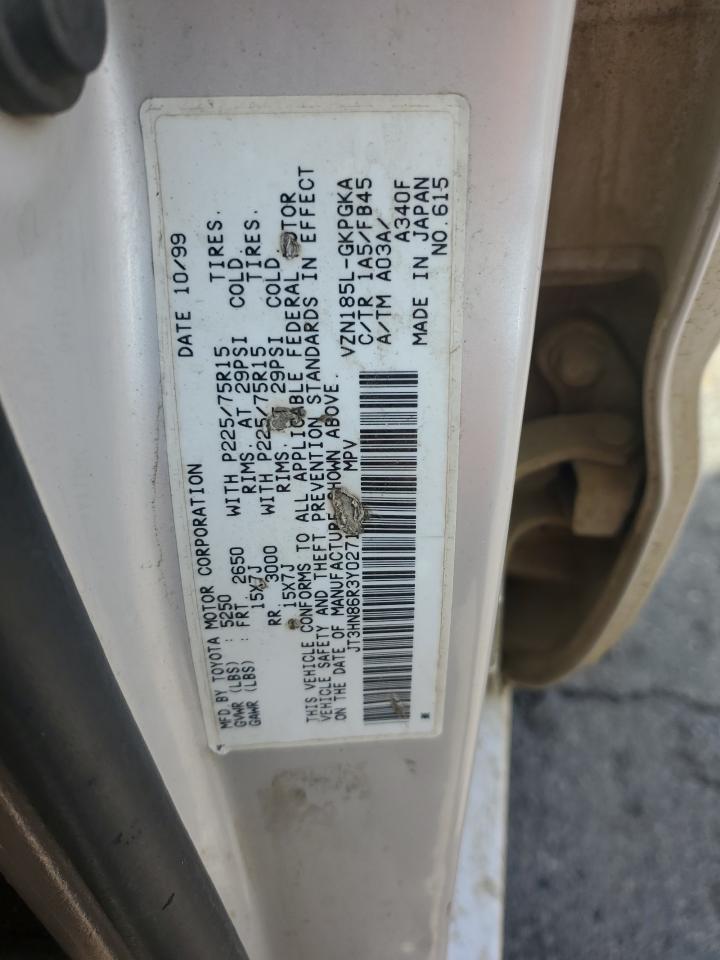 MFD BY TOYOTA MOTOR CORPORATION DATE 10/99
GVWR (LBS) : 5250
GAWR (LBS) : FRT. 2650 WITH P225/75R15 TIRES.
15X7J RIMS. AT 29PSI COLD.
RR. 3000 WITH P225/75R15 TIRES.
15X7J RIMS. 29PSI COLD
THIS VEHICLE CONFORMS TO ALL APPLICABLE FEDERAL
VEHICLE SAFETY AND THEFT PREVENTION STANDARDS IN EFFECT
ON THE DATE OF MANUFACTURE SHOWN ABOVE.
MPV
VZN185L-GKPGKA
C/TR 1A5/FB45
A/TM A03A/
A340F
MADE IN JAPAN
NO.615